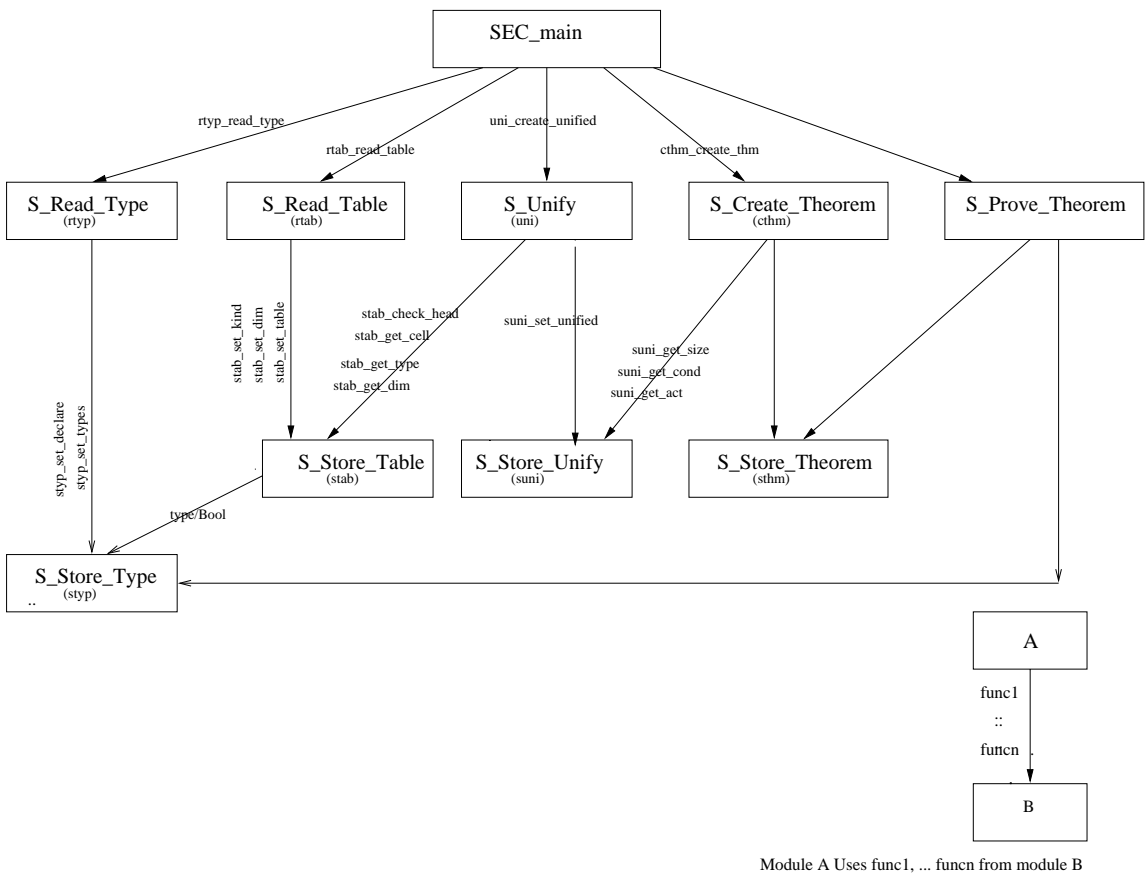 SEC_main
rtyp_read_type
uni_create_unified
rtab_read_table
cthm_create_thm
S_Read_Type
(rtyp)
S_Read_Table
(rtab)
S_Unify
(uni)
S_Create_Theorem
(cthm)
S_Prove_Theorem
stab_set_kind
stab_set_dim
stab_set_table
stab_check_head
stab_get_cell
stab_get_type
stab_get_dim
suni_set_unified
suni_get_size
suni_get_cond
suni_get_act
styp_set_declare
styp_set_types
S_Store_Table
(stab)
S_Store_Unify
(suni)
S_Store_Theorem
(sthm)
type/Bool
S_Store_Type
(styp)
..
A
func1
::
funcn
B
Module A Uses func1, ... funcn from module B